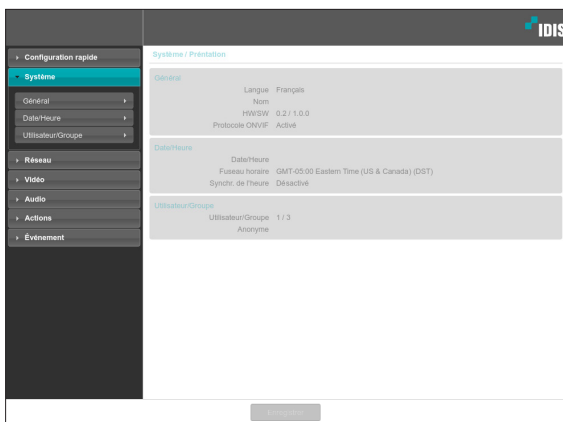 IDIS
Configuration rapide
Système
Général
Date/Heure
Utilisateur/Groupe
Réseau
Vidéo
Audio
Actions
Événement
Système / Préntation
Général
Langue Français
Nom
HW/SW 0.2 / 1.0.0
Protocole ONVIF Activé
Date/Heure
Date/Heure
Fuseau horaire GMT-05:00 Eastern Time (US & Canada) (DST)
Synchr. de l'heure Désactivé
Utilisateur/Groupe
Utilisateur/Groupe 1 / 3
Anonyme